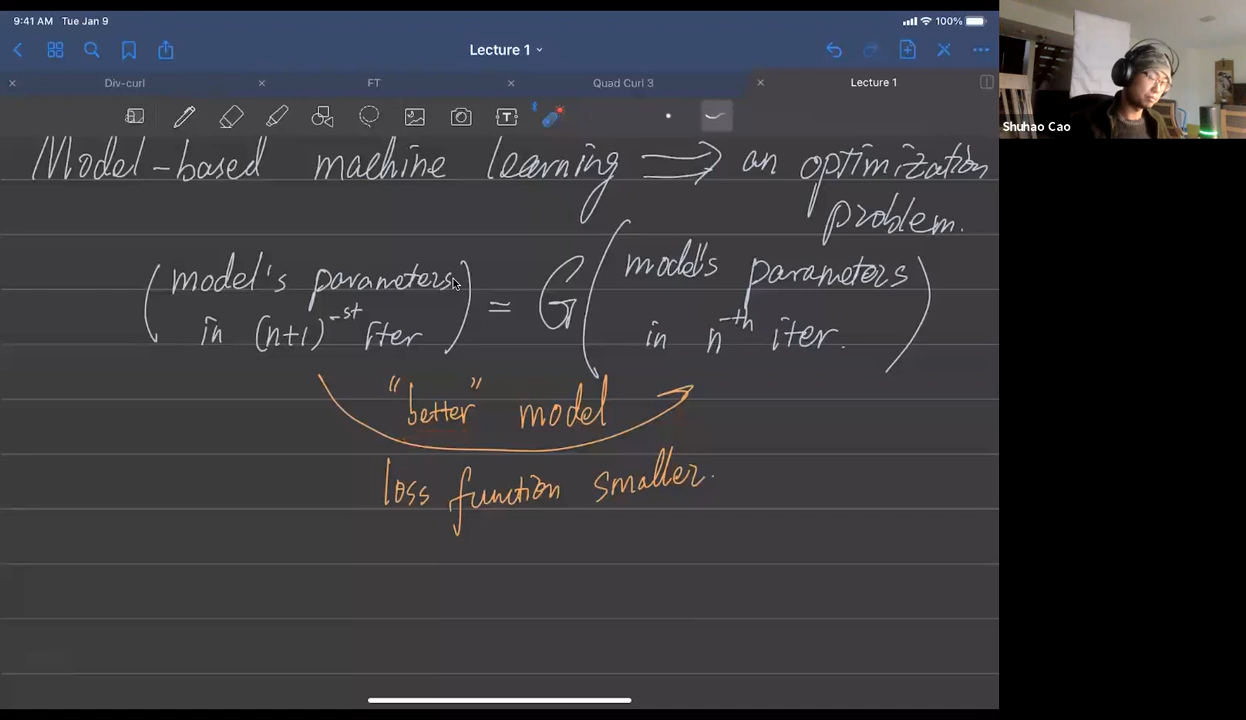 9:41 AM Tue Jan 9
100%
Lecture 1
Div-curl
FT
Quad Curl 3
Lecture 1
Shuhao Cao
Model-based machine learning ⟹ an optimization
problem.
(model's parameters in (n+1)^-st iter) = G(model's parameters in n^-th iter.)
"better" model
loss function smaller.